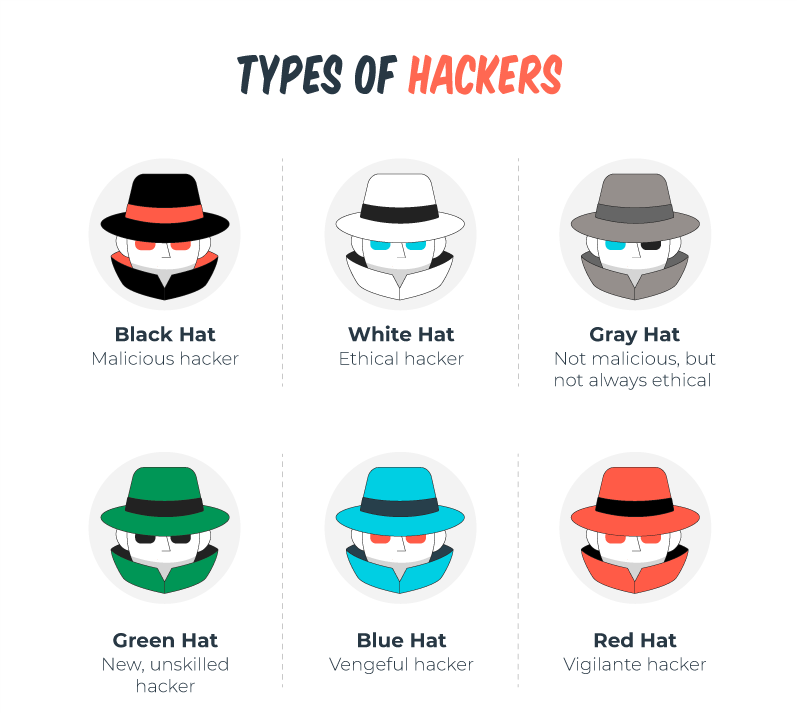 TYPES OF HACKERS
Black Hat
Malicious hacker
White Hat
Ethical hacker
Gray Hat
Not malicious, but
not always ethical
Green Hat
New, unskilled
hacker
Blue Hat
Vengeful hacker
Red Hat
Vigilante hacker